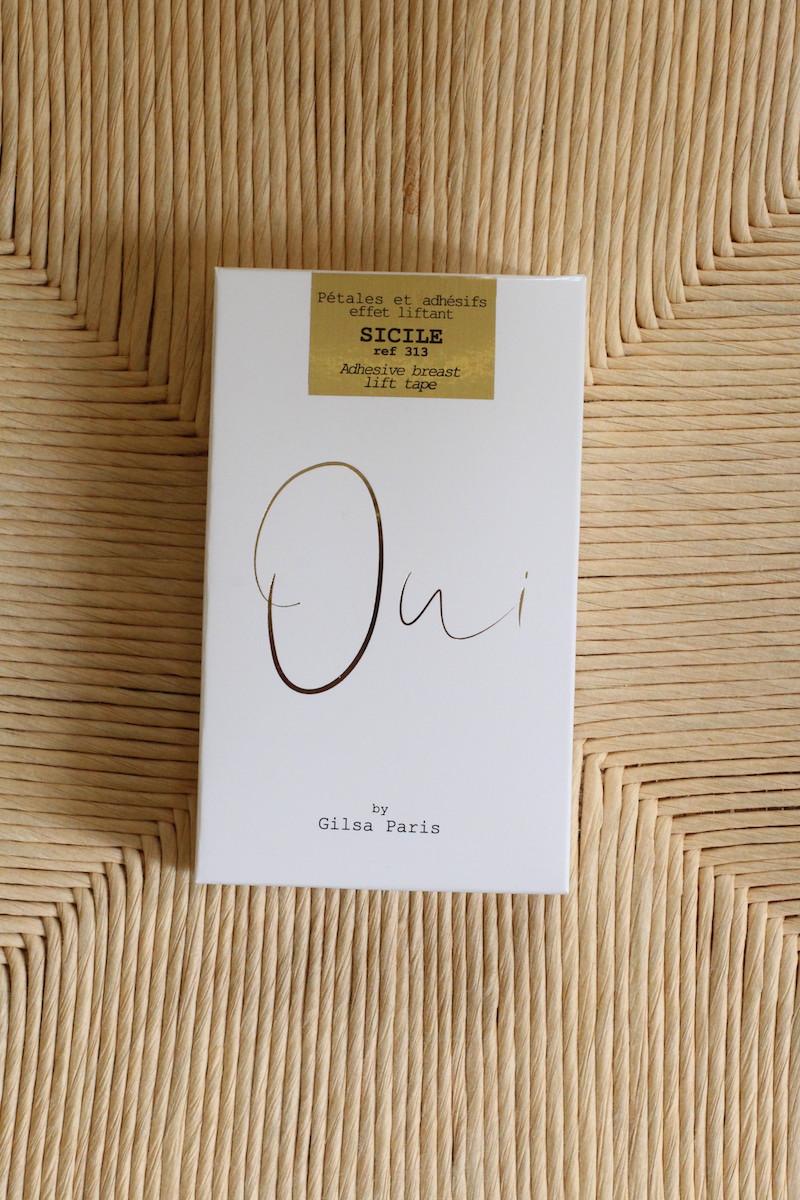 Pétales et adhésifs
effet liftant
SICILE
ref 313
Adhesive breast
lift tape
Oui
by
Gilsa Paris